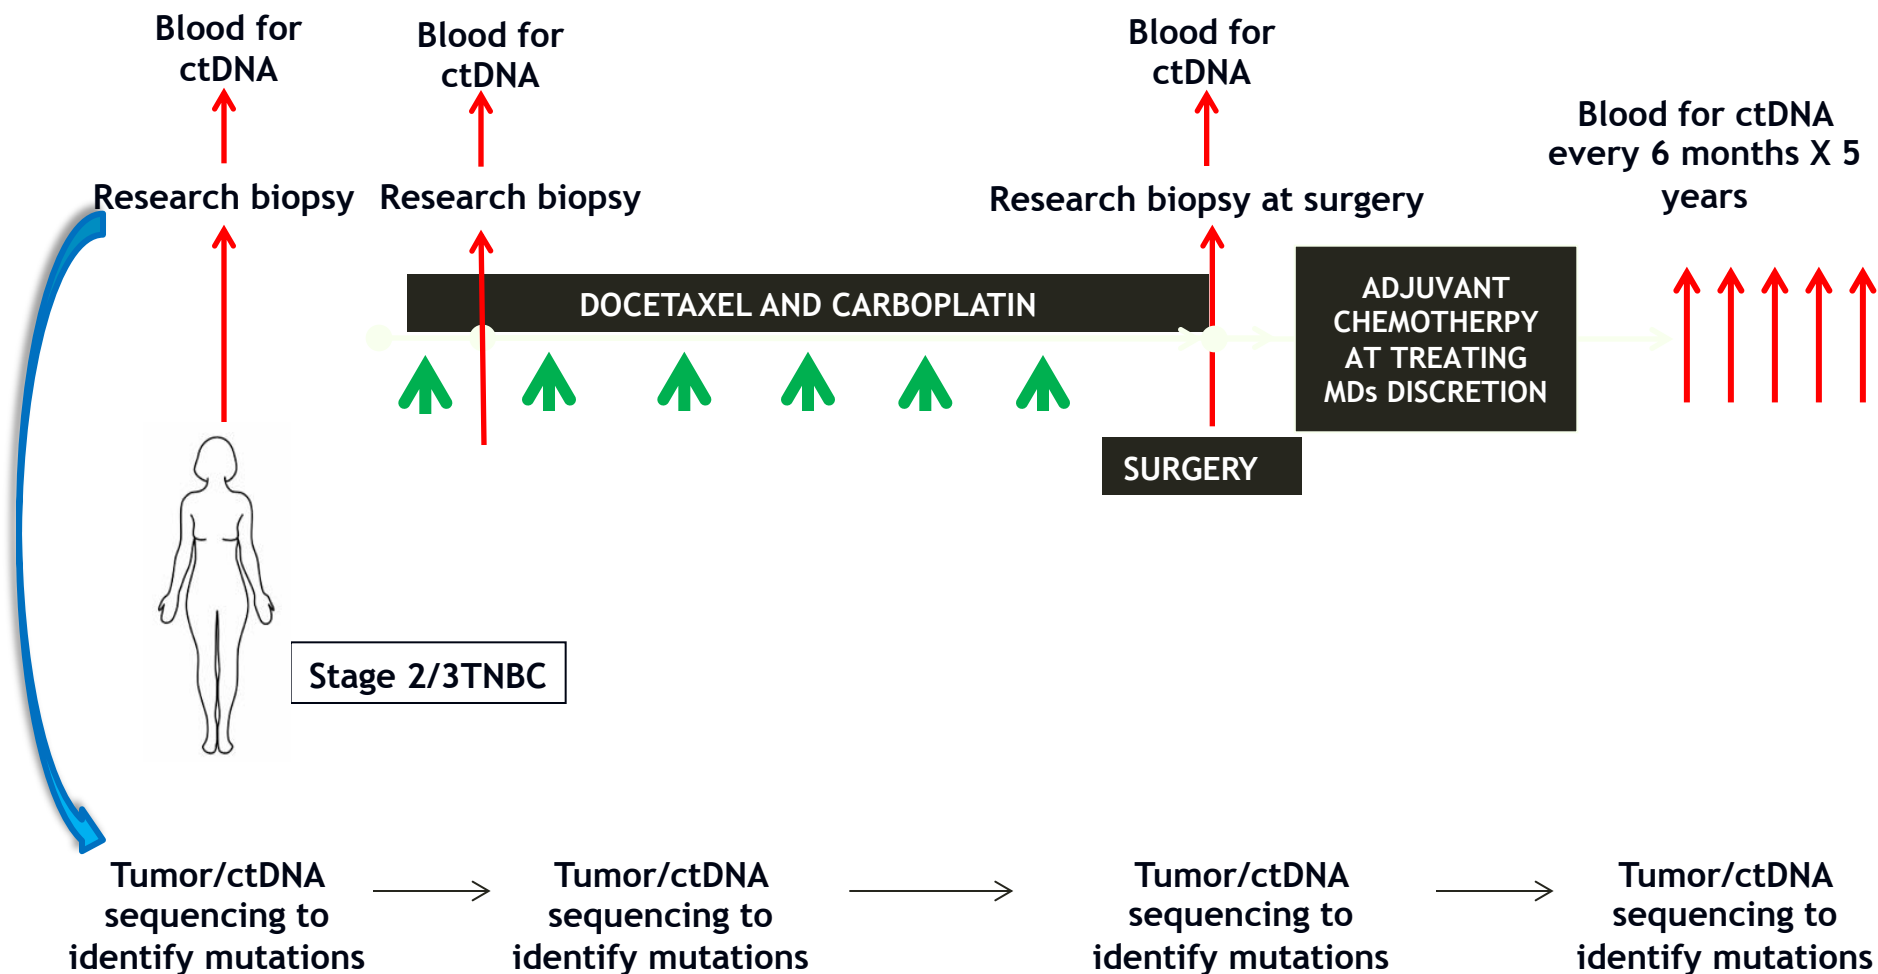 Blood for
ctDNA
Blood for
ctDNA
Blood for
ctDNA
Blood for ctDNA
every 6 months X 5
years
Research biopsy
Research biopsy
Research biopsy at surgery
DOCETAXEL AND CARBOPLATIN
ADJUVANT
CHEMOTHERPY
AT TREATING
MDs DISCRETION
SURGERY
Stage 2/3TNBC
Tumor/ctDNA
sequencing to
identify mutations
Tumor/ctDNA
sequencing to
identify mutations
Tumor/ctDNA
sequencing to
identify mutations
Tumor/ctDNA
sequencing to
identify mutations